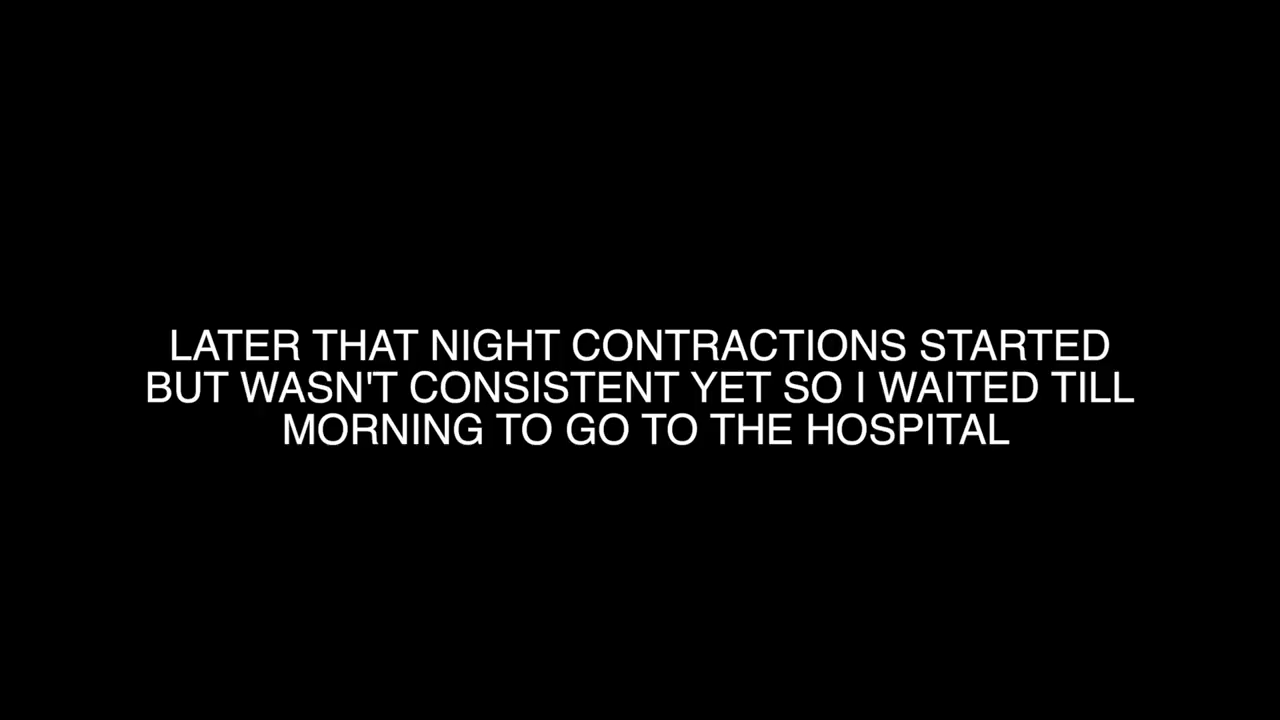 LATER THAT NIGHT CONTRACTIONS STARTED
BUT WASN'T CONSISTENT YET SO I WAITED TILL
MORNING TO GO TO THE HOSPITAL